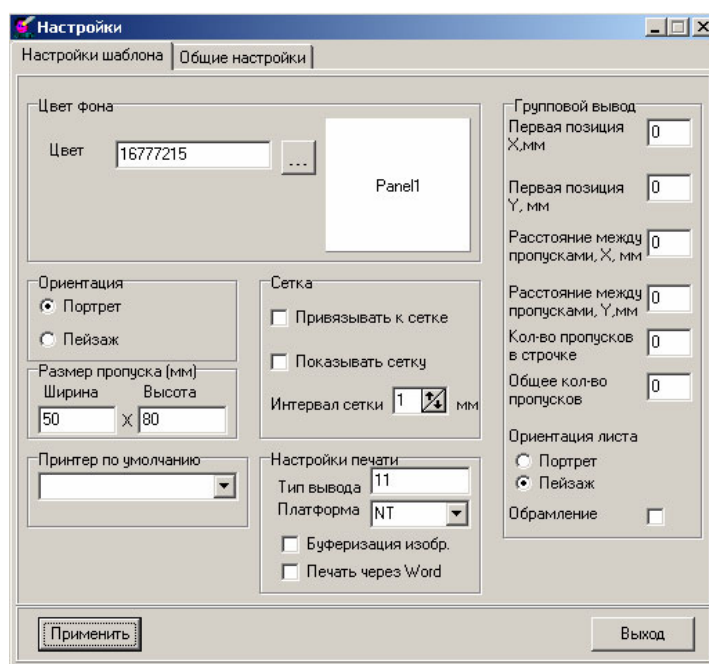 Настройки
Настройки шаблона Общие настройки
Цвет фона
Цвет 16777215 ...
Panel1
Ориентация
Портрет
Пейзаж
Размер пропуска (мм)
Ширина Высота
50 X 80
Принтер по умолчанию
Сетка
Привязывать к сетке
Показывать сетку
Интервал сетки 1 мм
Настройки печати
Тип вывода 11
Платформа NT
Буферизация изобр.
Печать через Word
Групповой вывод
Первая позиция 0
X,мм
Первая позиция 0
Y, мм
Расстояние между 0
пропусками, X, мм
Расстояние между 0
пропусками, Y,мм
Кол-во пропусков 0
в строчке
Общее кол-во 0
пропусков
Ориентация листа
Портрет
Пейзаж
Обрамление
Применить Выход